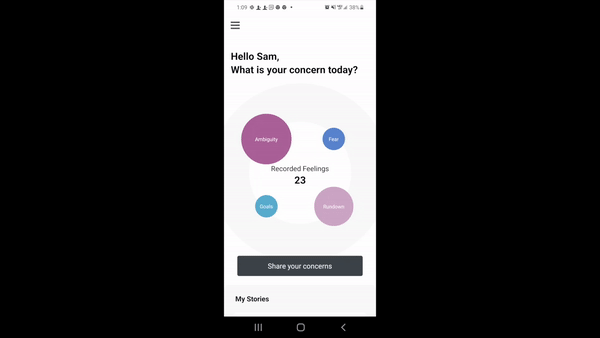 1:09 38%
Hello Sam,
What is your concern today?
Ambiguity
Fear
Recorded Feelings
23
Goals
Rundown
Share your concerns
My Stories